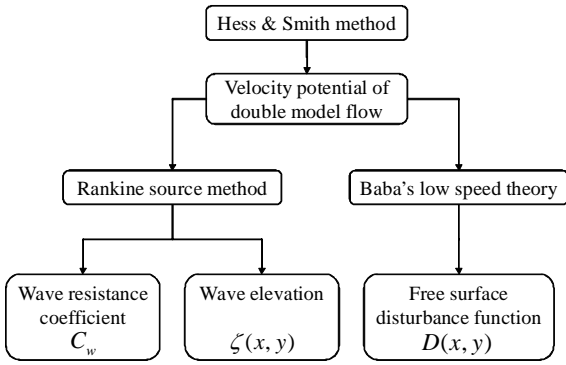 Hess & Smith method
Velocity potential of
double model flow
Rankine source method
Baba's low speed theory
Wave resistance
coefficient
C_w
Wave elevation
ζ(x, y)
Free surface
disturbance function
D(x, y)